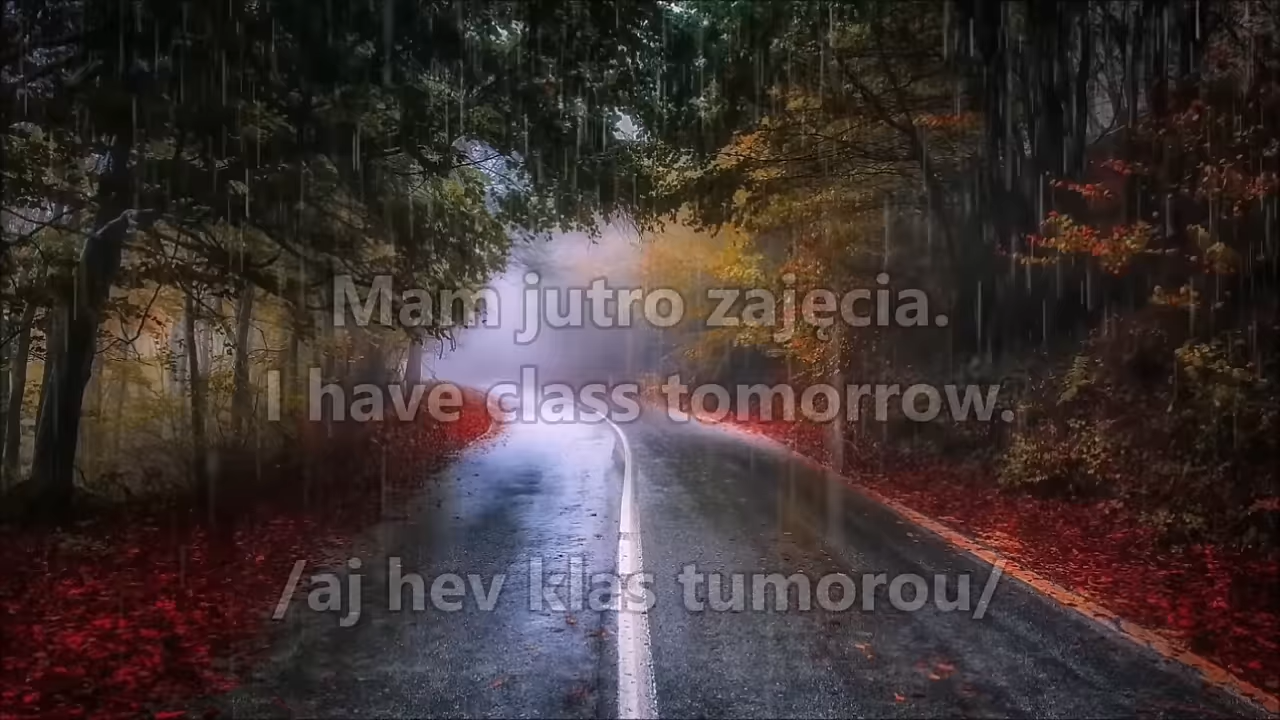 Mam jutro zajęcia.
I have class tomorrow.
/aj hev klas tumorou/